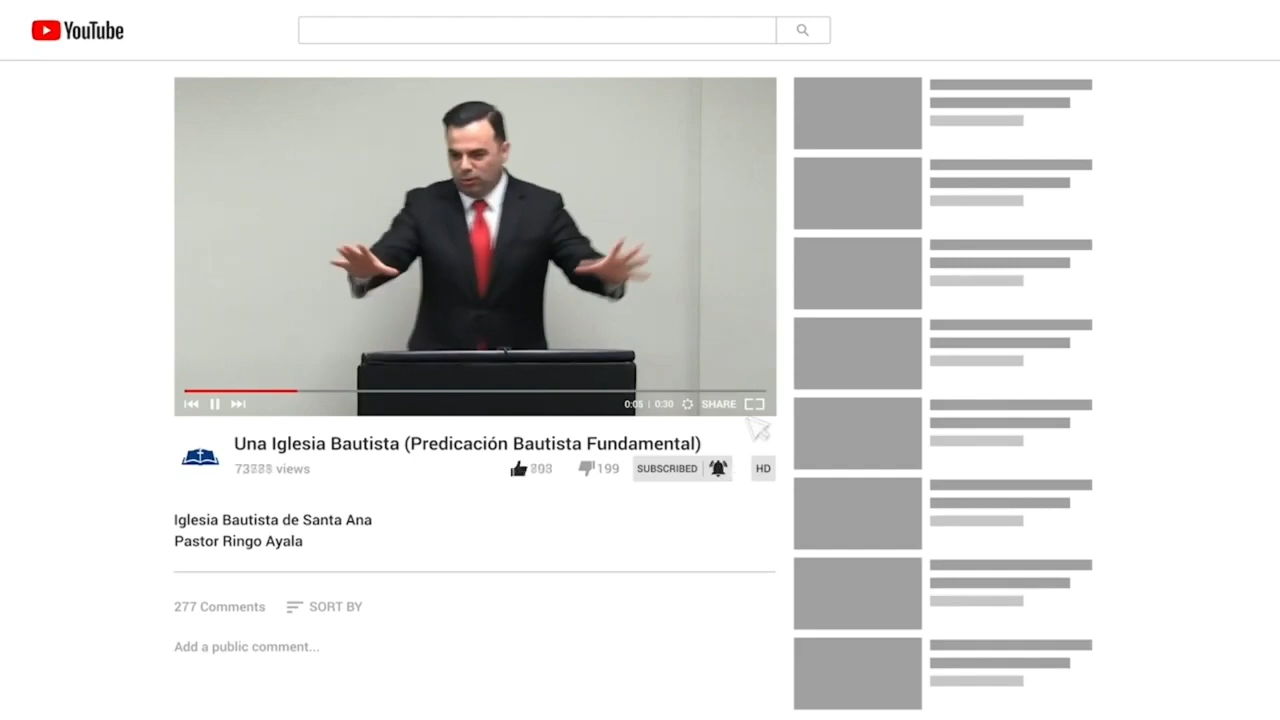 YouTube
0:05 | 0:30 SHARE
Una Iglesia Bautista (Predicación Bautista Fundamental)
views 199 SUBSCRIBED HD
Iglesia Bautista de Santa Ana
Pastor Ringo Ayala
277 Comments SORT BY
Add a public comment...